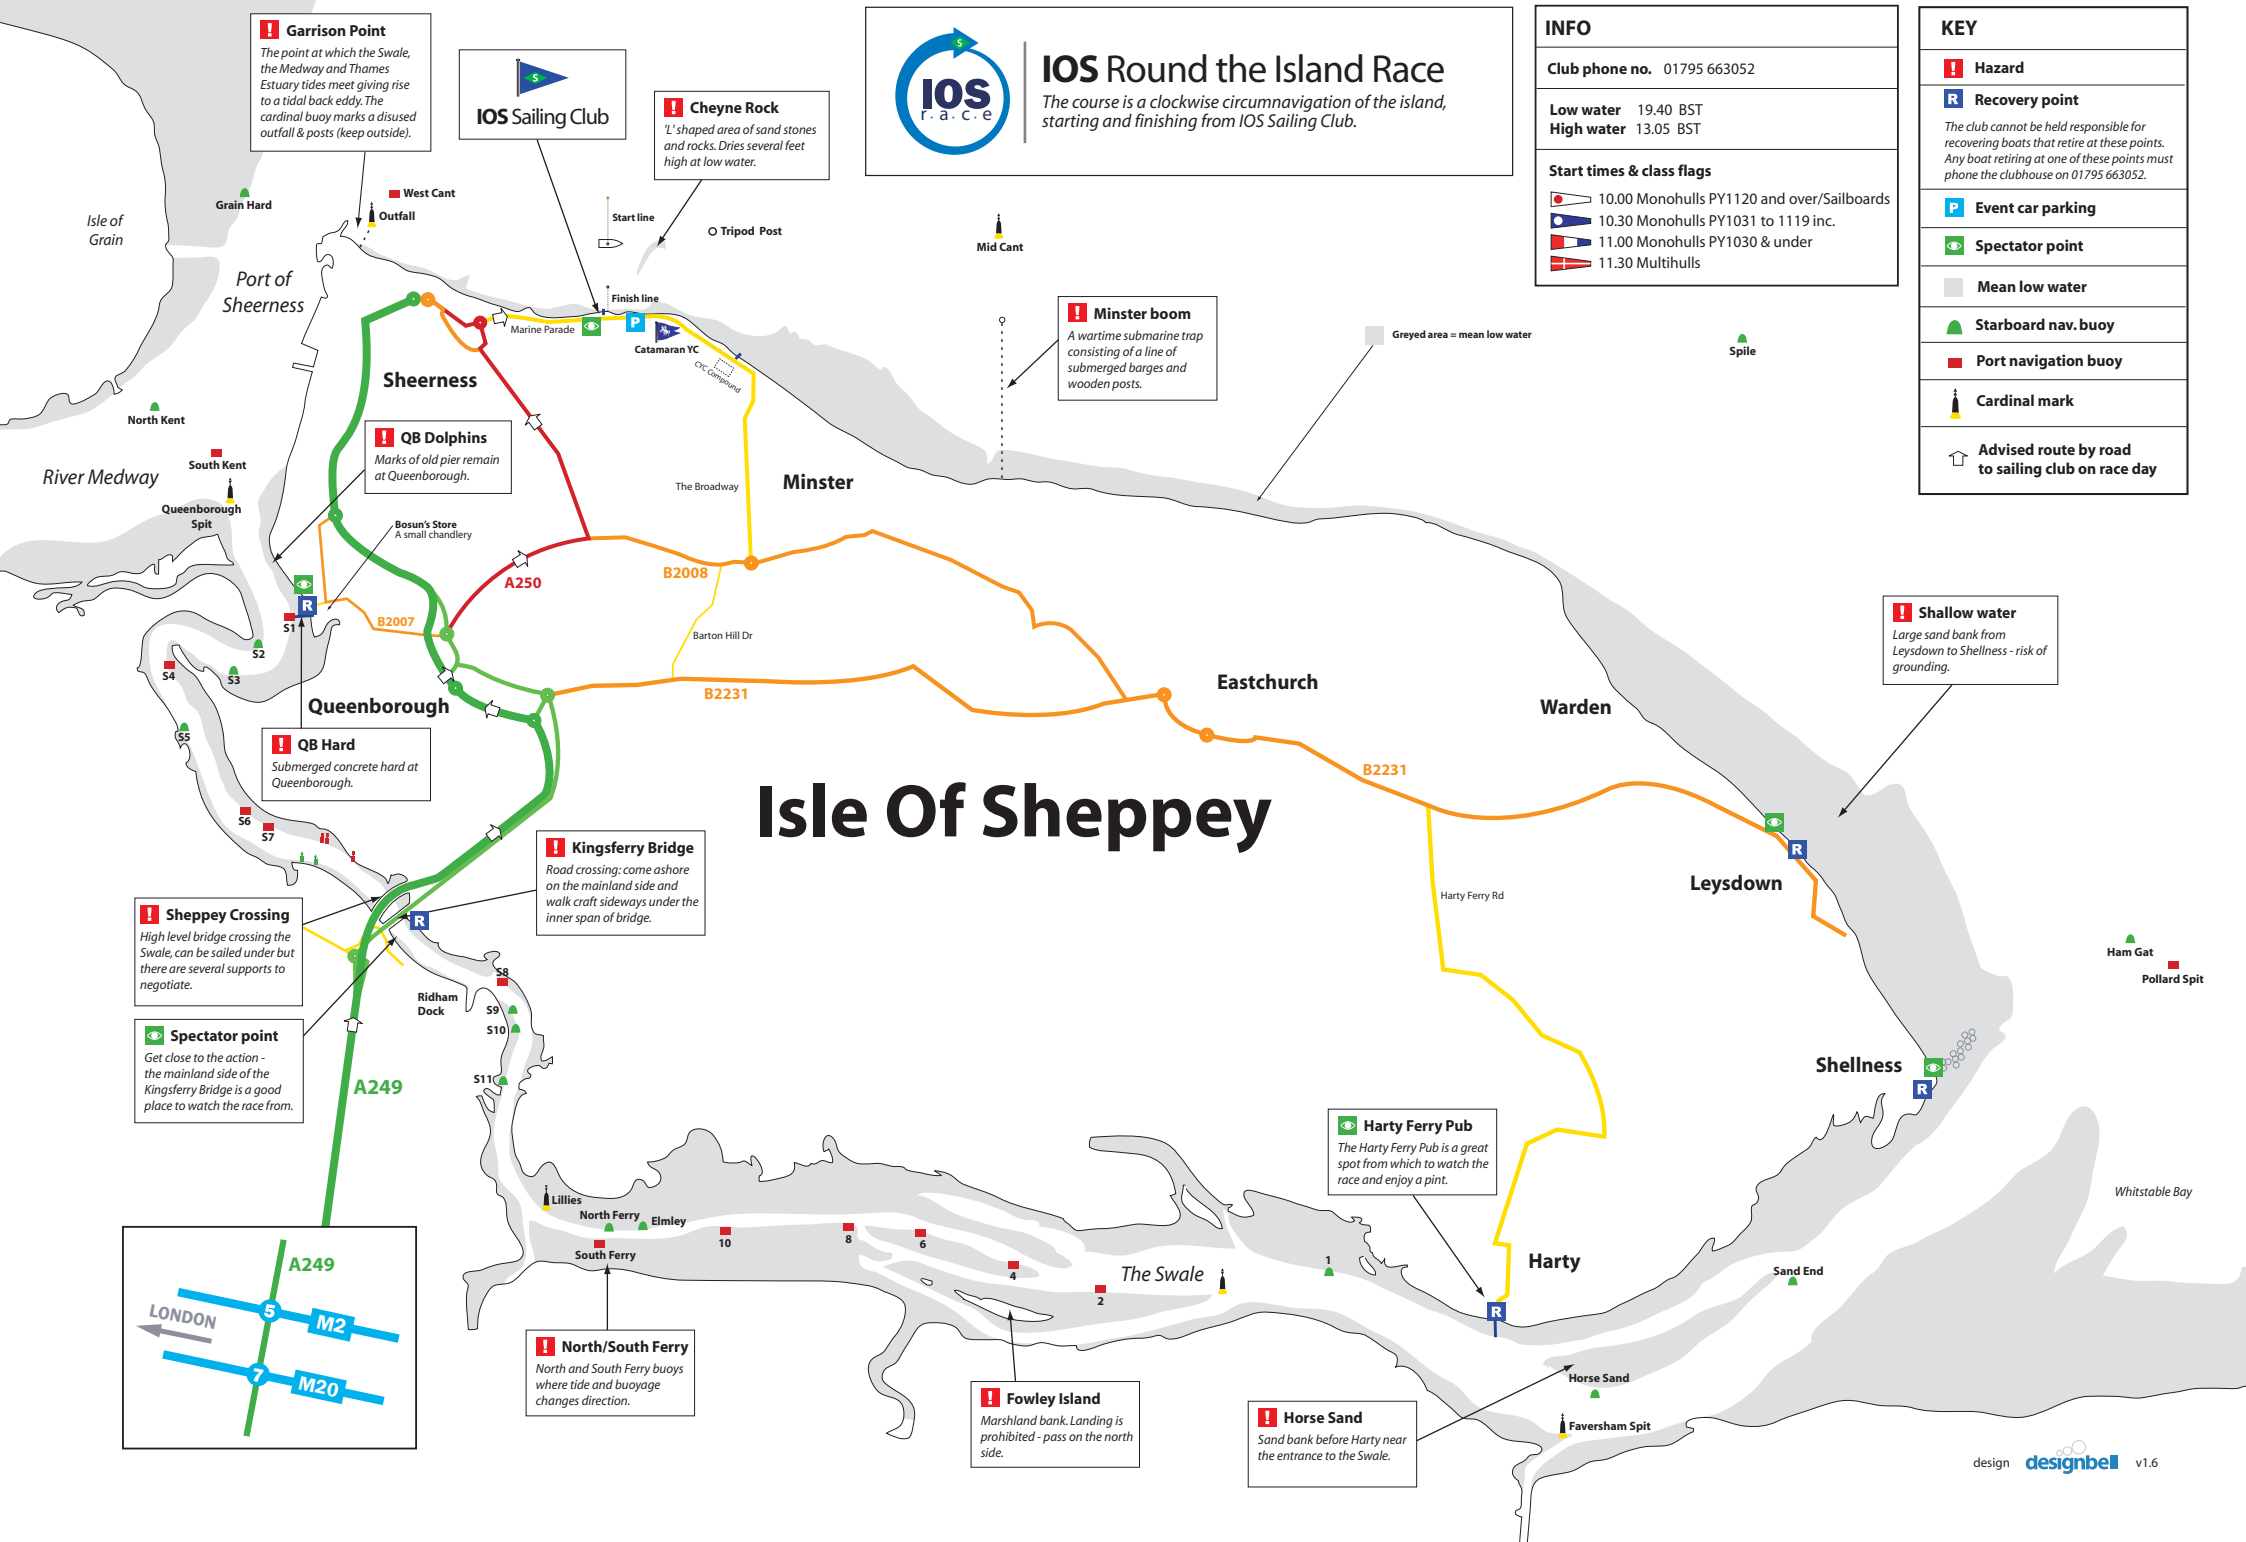 Garrison Point
The point at which the Swale,
the Medway and Thames
Estuary tides meet giving rise
to a tidal back eddy. The
cardinal buoy marks a disused
outfall & posts (keep outside).
S
IOS Sailing Club
Cheyne Rock
'L' shaped area of sand stones
and rocks. Dries several feet
high at low water.
S
IOS
r.a.c.e
IOS Round the Island Race
The course is a clockwise circumnavigation of the island,
starting and finishing from IOS Sailing Club.
INFO
Club phone no. 01795 663052
Low water 19.40 BST
High water 13.05 BST
Start times & class flags
10.00 Monohulls PY1120 and over/Sailboards
10.30 Monohulls PY1031 to 1119 inc.
11.00 Monohulls PY1030 & under
11.30 Multihulls
KEY
! Hazard
R Recovery point
The club cannot be held responsible for
recovering boats that retire at these points.
Any boat retiring at one of these points must
phone the clubhouse on 01795 663052.
P Event car parking
Spectator point
Mean low water
Starboard nav. buoy
Port navigation buoy
Cardinal mark
Advised route by road
to sailing club on race day
Isle of
Grain
Grain Hard
West Cant
Outfall
Start line
Tripod Post
Mid Cant
Port of
Sheerness
Finish line
Marine Parade
P
Catamaran YC
CYC Compound
Minster boom
A wartime submarine trap
consisting of a line of
submerged barges and
wooden posts.
Greyed area = mean low water
Spile
Sheerness
North Kent
South Kent
River Medway
Queenborough
Spit
QB Dolphins
Marks of old pier remain
at Queenborough.
Bosun's Store
A small chandlery
The Broadway
Minster
A250
B2008
B2007
Barton Hill Dr
B2231
R
S1
S2
S3
S4
S5
S6
S7
Queenborough
QB Hard
Submerged concrete hard at
Queenborough.
Eastchurch
Warden
B2231
Shallow water
Large sand bank from
Leysdown to Shellness - risk of
grounding.
Isle Of Sheppey
Kingsferry Bridge
Road crossing: come ashore
on the mainland side and
walk craft sideways under the
inner span of bridge.
R
Leysdown
R
Harty Ferry Rd
Sheppey Crossing
High level bridge crossing the
Swale, can be sailed under but
there are several supports to
negotiate.
Spectator point
Get close to the action -
the mainland side of the
Kingsferry Bridge is a good
place to watch the race from.
Ridham
Dock
S8
S9
S10
S11
A249
Ham Gat
Pollard Spit
Shellness
R
Harty Ferry Pub
The Harty Ferry Pub is a great
spot from which to watch the
race and enjoy a pint.
Whitstable Bay
Lillies
North Ferry
Elmley
South Ferry
10
8
6
4
2
1
The Swale
Harty
R
Sand End
A249
LONDON
5
M2
7
M20
North/South Ferry
North and South Ferry buoys
where tide and buoyage
changes direction.
Fowley Island
Marshland bank. Landing is
prohibited - pass on the north
side.
Horse Sand
Sand bank before Harty near
the entrance to the Swale.
Horse Sand
Faversham Spit
design designbell v1.6